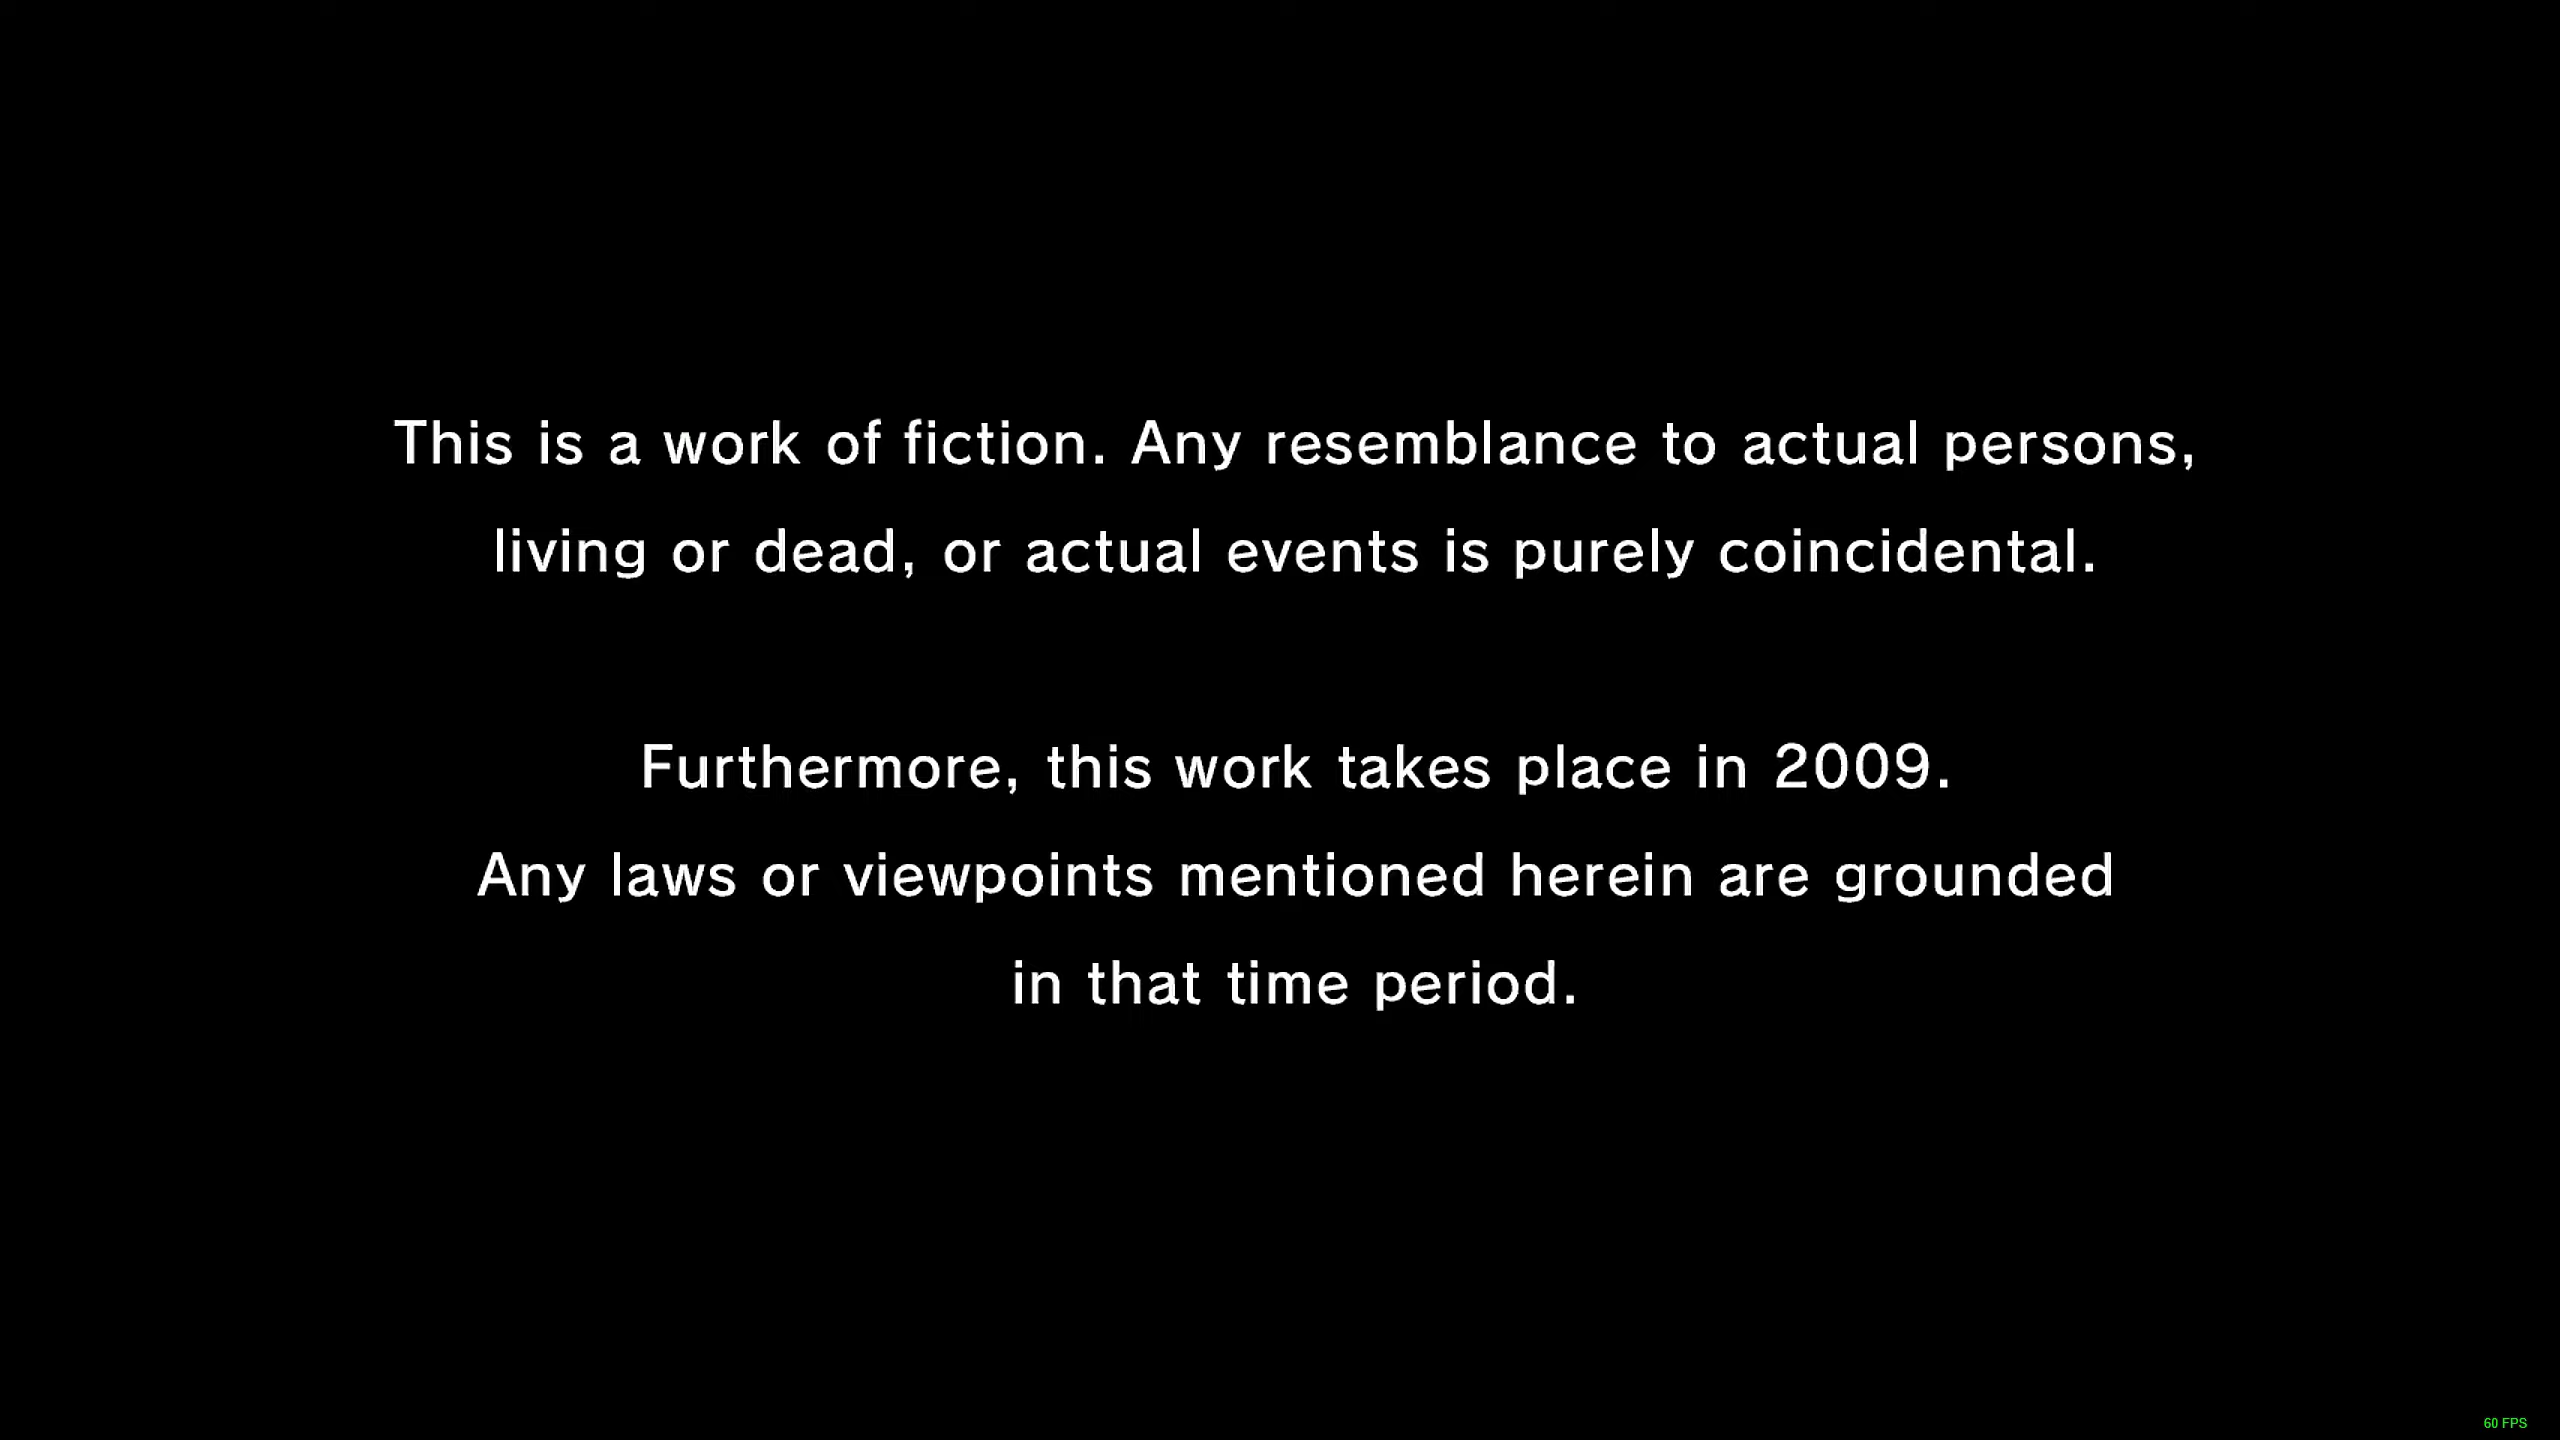 This is a work of fiction. Any resemblance to actual persons,
living or dead, or actual events is purely coincidental.
Furthermore, this work takes place in 2009.
Any laws or viewpoints mentioned herein are grounded
in that time period.
60 FPS